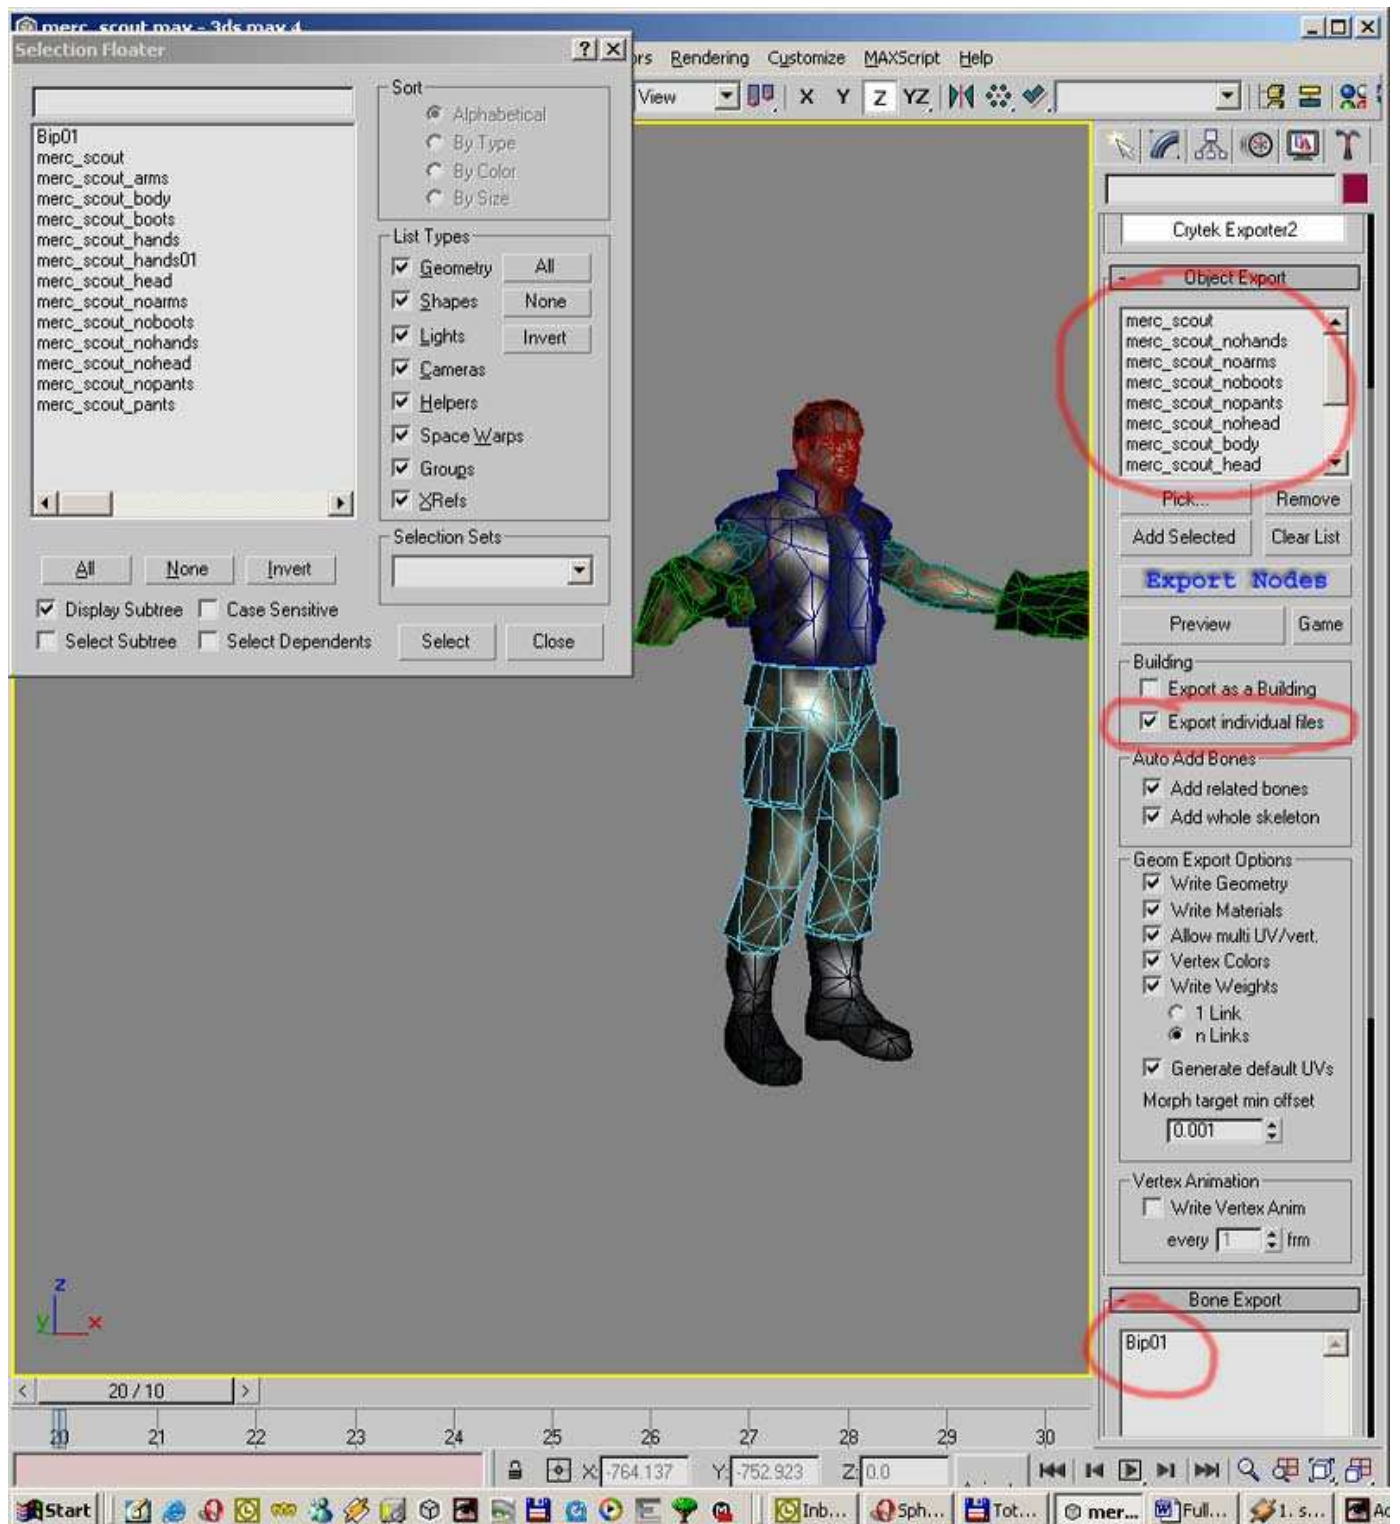 merc_scout.max - 3ds max 4
Selection Floater
Rendering Customize MAXScript Help
View X Y Z YZ
Bip01
merc_scout
merc_scout_arms
merc_scout_body
merc_scout_boots
merc_scout_hands
merc_scout_hands01
merc_scout_head
merc_scout_noarms
merc_scout_noboots
merc_scout_nohands
merc_scout_nohead
merc_scout_nopants
merc_scout_pants
Sort
Alphabetical
By Type
By Color
By Size
List Types
Geometry All
Shapes None
Lights Invert
Cameras
Helpers
Space Warps
Groups
XRefs
Selection Sets
All None Invert
Display Subtree Case Sensitive
Select Subtree Select Dependents
Select Close
Crytek Exporter2
Object Export
merc_scout
merc_scout_nohands
merc_scout_noarms
merc_scout_noboots
merc_scout_nopants
merc_scout_nohead
merc_scout_body
merc_scout_head
Pick... Remove
Add Selected Clear List
Export Nodes
Preview Game
Building
Export as a Building
Export individual files
Auto Add Bones
Add related bones
Add whole skeleton
Geom Export Options
Write Geometry
Write Materials
Allow multi UV/vert.
Vertex Colors
Write Weights
1 Link
n Links
Generate default UVs
Morph target min offset
0.001
Vertex Animation
Write Vertex Anim
every 1 frm
Bone Export
Bip01
z
y x
20 / 10
20 21 22 23 24 25 26 27 28 29 30
X: -764.137 Y: -752.923 Z: 0.0
Start Inb... Sph... Tot... mer... Full... 1. s...